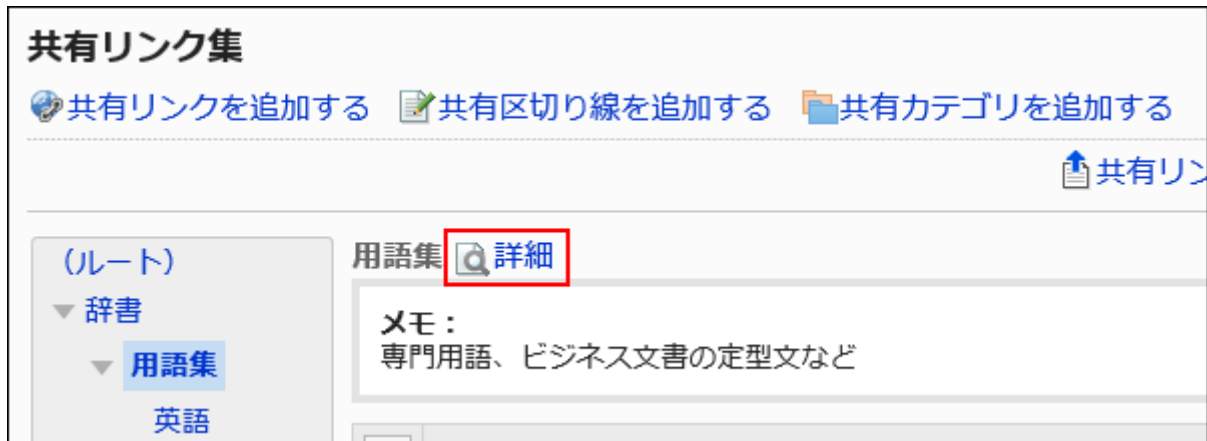 共有リンク集
共有リンクを追加する 共有区切り線を追加する 共有カテゴリを追加する
共有リン
(ルート)
辞書
用語集
英語
用語集 詳細
メモ：
専門用語、ビジネス文書の定型文など